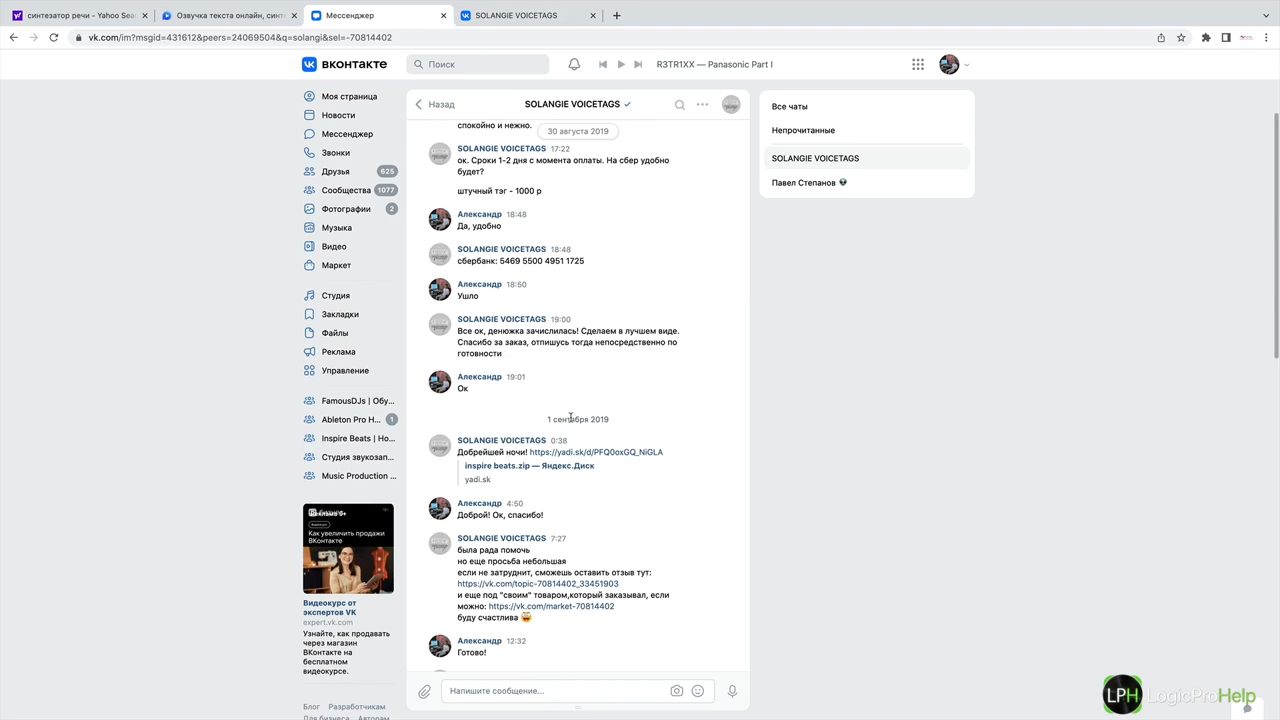 синтезатор речи - Yahoo Sea
Озвучка текста онлайн, синт
Мессенджер
SOLANGIE VOICETAGS
vk.com/im?msgid=431612&peers=24069504&q=solangi&sel=-70814402
ВКОНТАКТЕ
Поиск
R3TR1XX — Panasonic Part I
Моя страница
Новости
Мессенджер
Звонки
Друзья 625
Сообщества 1077
Фотографии 2
Музыка
Видео
Маркет
Студия
Закладки
Файлы
Реклама
Управление
FamousDJs | Обу...
Ableton Pro H... 1
Inspire Beats | Но...
Студия звукозап...
Music Production ...
Как увеличить продажи
ВКонтакте
Видеокурс от
экспертов VK
expert.vk.com
Узнайте, как продавать
через магазин
ВКонтакте на
бесплатном
видеокурсе.
Блог Разработчикам
Для бизнеса Авторам
Назад
SOLANGIE VOICETAGS
спокойно и нежно.
30 августа 2019
SOLANGIE VOICETAGS 17:22
ок. Сроки 1-2 дня с момента оплаты. На сбер удобно
будет?
штучный тэг - 1000 р
Александр 18:48
Да, удобно
SOLANGIE VOICETAGS 18:48
сбербанк: 5469 5500 4951 1725
Александр 18:50
Ушло
SOLANGIE VOICETAGS 19:00
Все ок, денюжка зачислилась! Сделаем в лучшем виде.
Спасибо за заказ, отпишусь тогда непосредственно по
готовности
Александр 19:01
Ок
1 сентября 2019
SOLANGIE VOICETAGS 0:38
Добрейшей ночи! https://yadi.sk/d/PFQ0oxGQ_NiGLA
inspire beats.zip — Яндекс.Диск
yadi.sk
Александр 4:50
Доброй! Ок, спасибо!
SOLANGIE VOICETAGS 7:27
была рада помочь
но еще просьба небольшая
если не затруднит, сможешь оставить отзыв тут:
https://vk.com/topic-70814402_33451903
и еще под "своим" товаром,который заказывал, если
можно: https://vk.com/market-70814402
буду счастлива
Александр 12:32
Готово!
Напишите сообщение...
Все чаты
Непрочитанные
SOLANGIE VOICETAGS
Павел Степанов
LPH LogicProHelp